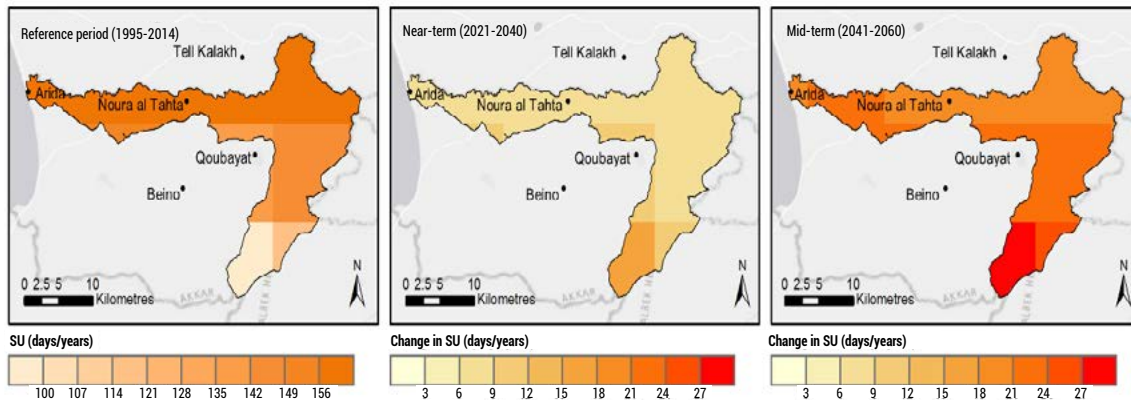 Reference period (1995-2014)
Tell Kalakh
Arida
Noura al Tahta
Qoubayat
Beino
0 2.5 5 10
Kilometres
N
AKKAR
SU (days/years)
100 107 114 121 128 135 142 149 156
Near-term (2021-2040)
Tell Kalakh
Arida
Noura al Tahta
Qoubayat
Beino
0 2.5 5 10
Kilometres
N
AKKAR
Change in SU (days/years)
3 6 9 12 15 18 21 24 27
Mid-term (2041-2060)
Tell Kalakh
Arida
Noura al Tahta
Qoubayat
Beino
0 2.5 5 10
Kilometres
N
AKKAR
Change in SU (days/years)
3 6 9 12 15 18 21 24 27